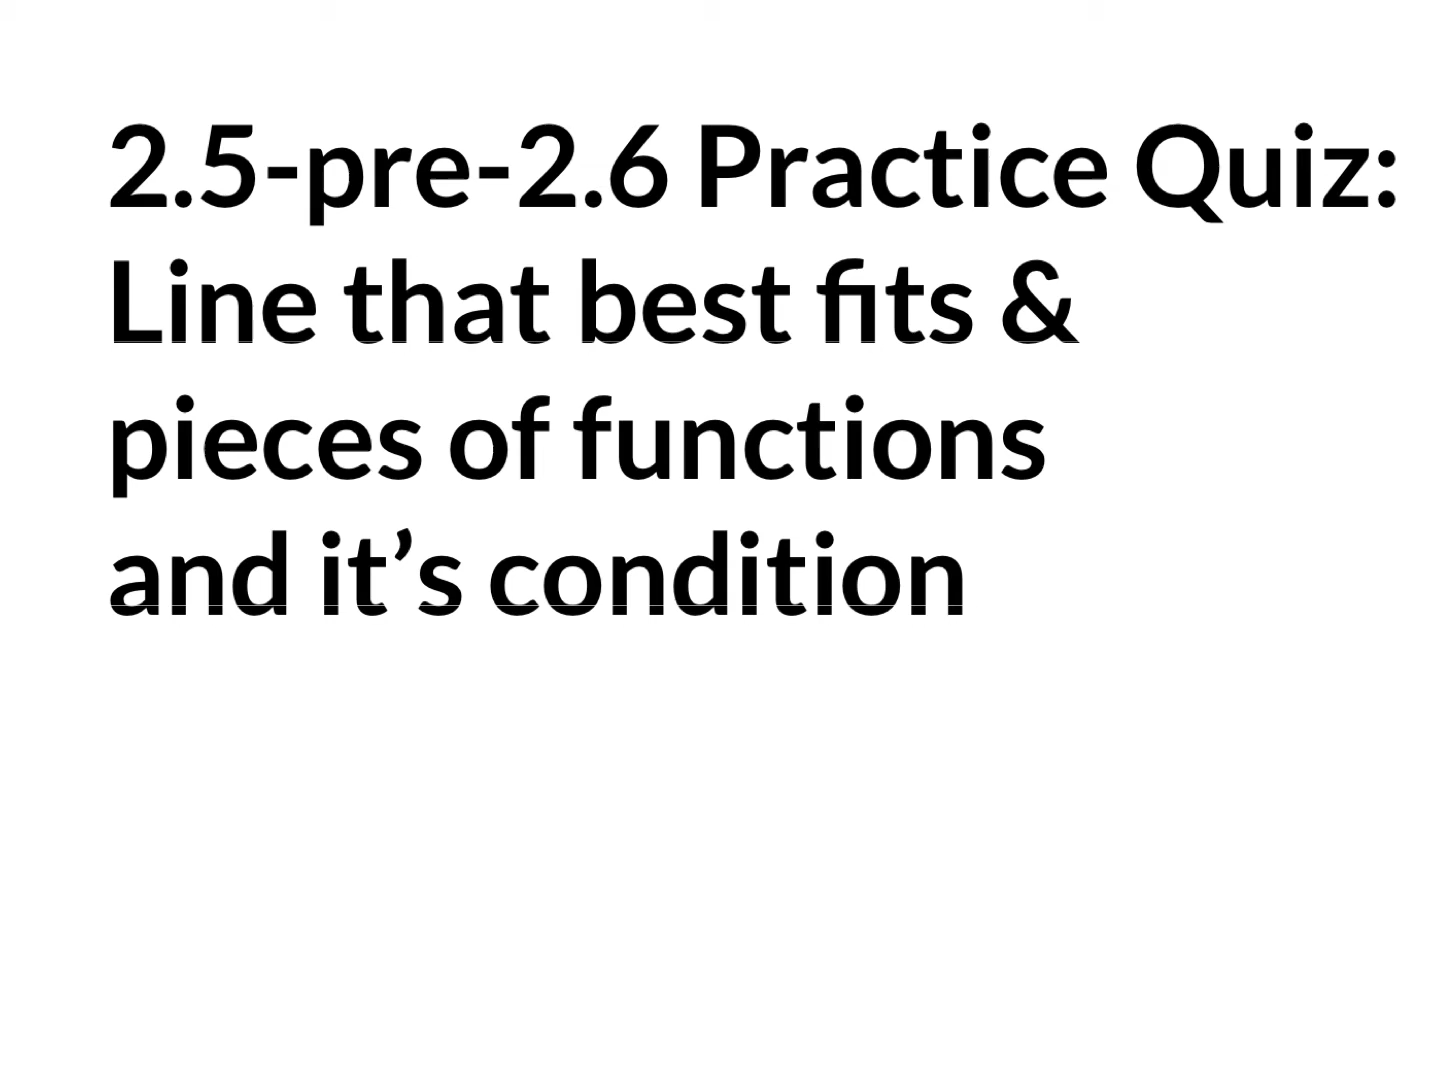 2.5-pre-2.6 Practice Quiz:
Line that best fits &
pieces of functions
and it’s condition